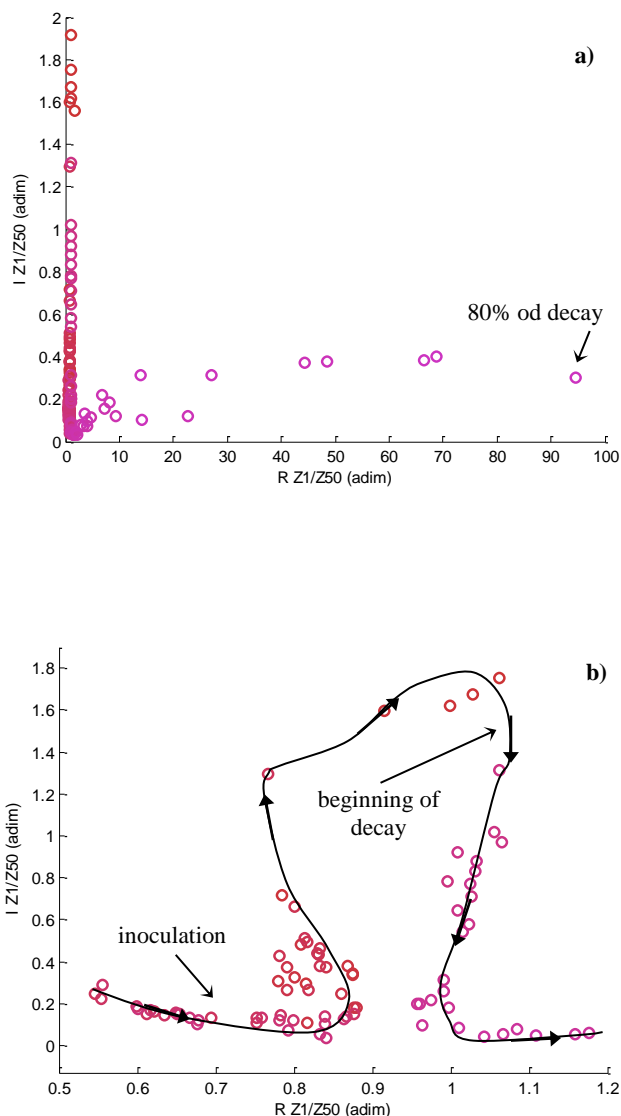 2
1.8
a)
1.6
1.4
1.2
I Z1/Z50 (adim)
1
0.8
80% od decay
0.6
0.4
0.2
0
0 10 20 30 40 50 60 70 80 90 100
R Z1/Z50 (adim)
b)
1.8
1.6
1.4
1.2
beginning of
decay
1
I Z1/Z50 (adim)
0.8
0.6
inoculation
0.4
0.2
0
0.5 0.6 0.7 0.8 0.9 1 1.1 1.2
R Z1/Z50 (adim)